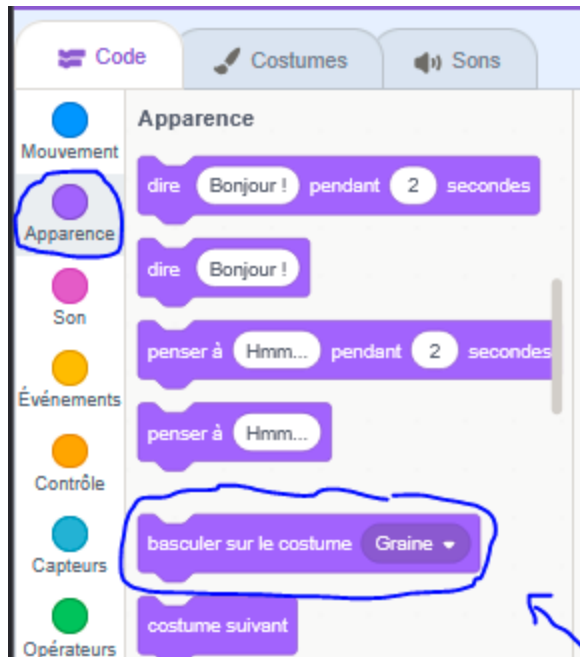 Code Costumes Sons
Mouvement
Apparence
Son
Événements
Contrôle
Capteurs
Opérateurs
Apparence
dire Bonjour ! pendant 2 secondes
dire Bonjour !
penser à Hmm... pendant 2 secondes
penser à Hmm...
basculer sur le costume Graine
costume suivant